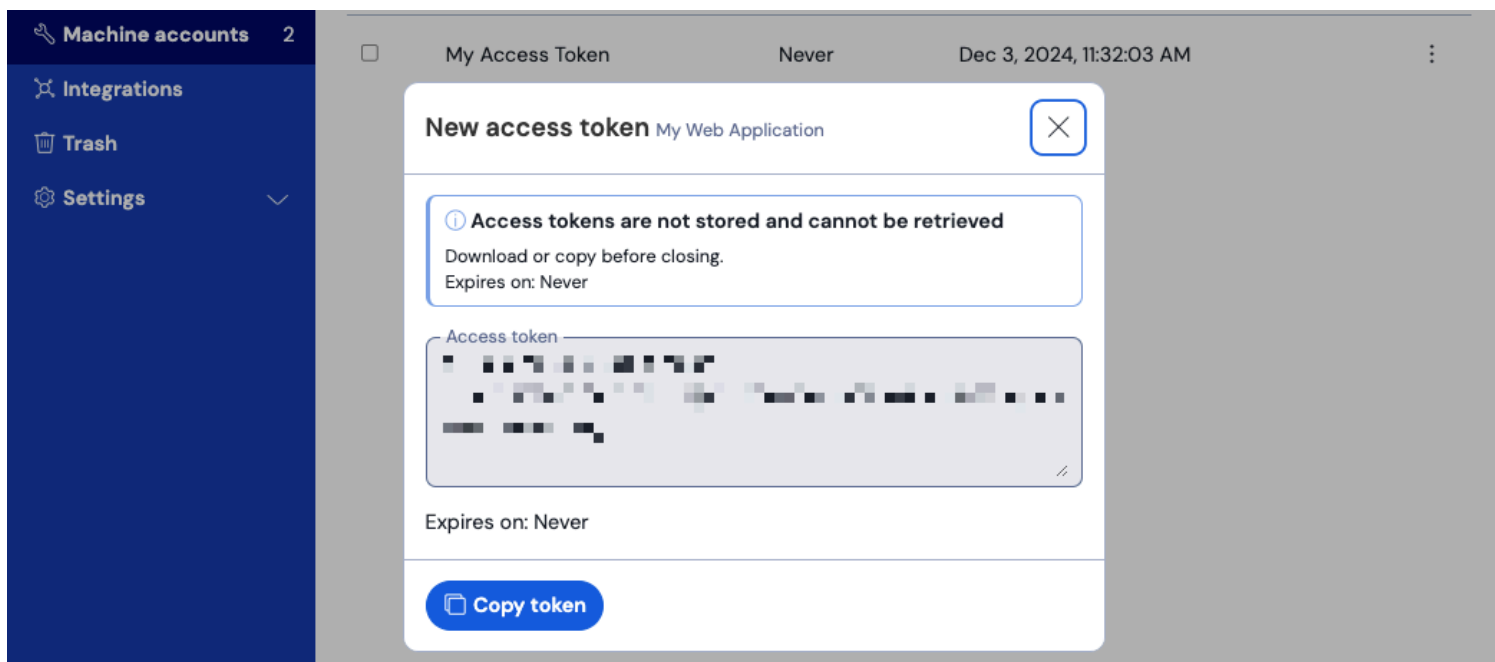 Machine accounts 2
Integrations
Trash
Settings
My Access Token Never Dec 3, 2024, 11:32:03 AM
New access token My Web Application
Access tokens are not stored and cannot be retrieved
Download or copy before closing.
Expires on: Never
Access token
Expires on: Never
Copy token